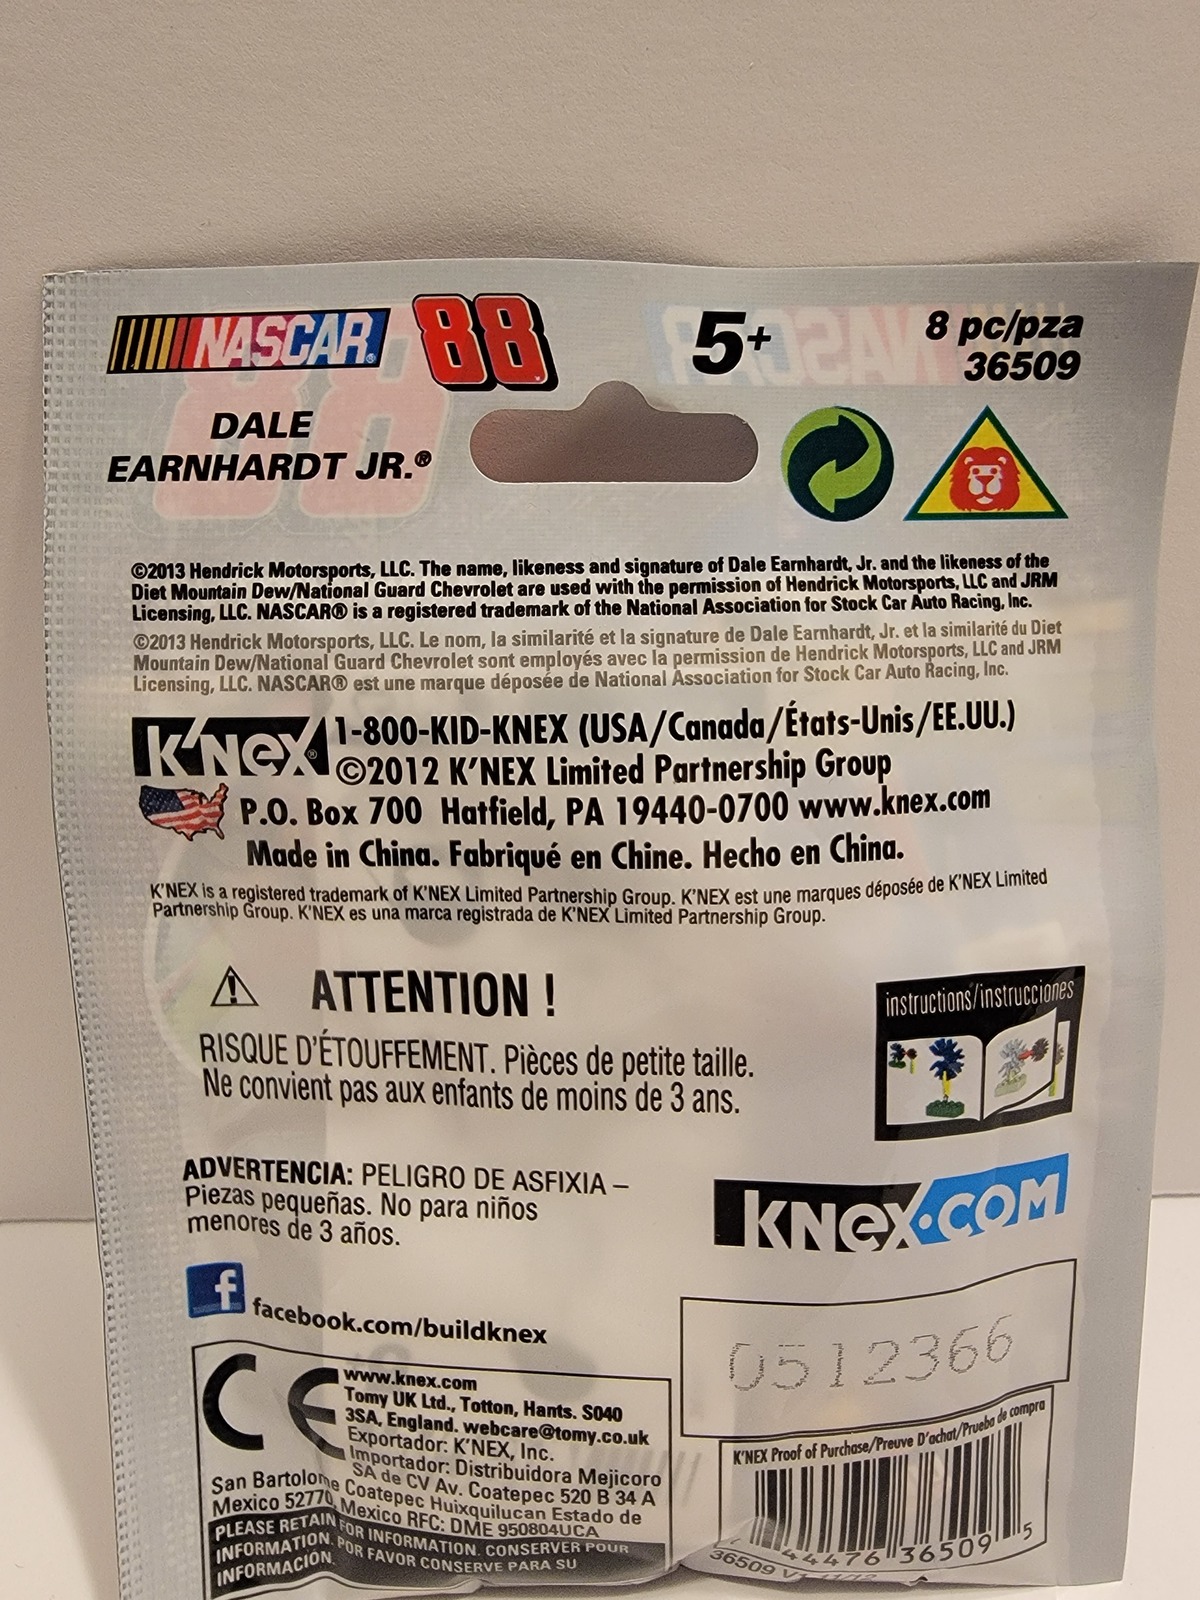 NASCAR® 88
5+
8 pc/pza
36509
DALE
EARNHARDT JR.®
©2013 Hendrick Motorsports, LLC. The name, likeness and signature of Dale Earnhardt, Jr. and the likeness of the
Diet Mountain Dew/National Guard Chevrolet are used with the permission of Hendrick Motorsports, LLC and JRM
Licensing, LLC. NASCAR® is a registered trademark of the National Association for Stock Car Auto Racing, Inc.
©2013 Hendrick Motorsports, LLC. Le nom, la similarité et la signature de Dale Earnhardt, Jr. et la similarité du Diet
Mountain Dew/National Guard Chevrolet sont employés avec la permission de Hendrick Motorsports, LLC and JRM
Licensing, LLC. NASCAR® est une marque déposée de National Association for Stock Car Auto Racing, Inc.
K'NEX® 1-800-KID-KNEX (USA/Canada/États-Unis/EE.UU.)
©2012 K'NEX Limited Partnership Group
P.O. Box 700 Hatfield, PA 19440-0700 www.knex.com
Made in China. Fabriqué en Chine. Hecho en China.
K'NEX is a registered trademark of K'NEX Limited Partnership Group. K'NEX est une marques déposée de K'NEX Limited
Partnership Group. K'NEX es una marca registrada de K'NEX Limited Partnership Group.
ATTENTION !
RISQUE D'ÉTOUFFEMENT. Pièces de petite taille.
Ne convient pas aux enfants de moins de 3 ans.
instructions/instrucciones
ADVERTENCIA: PELIGRO DE ASFIXIA –
Piezas pequeñas. No para niños
menores de 3 años.
KNEX.COM
f facebook.com/buildknex
0512366
CE
www.knex.com
Tomy UK Ltd., Totton, Hants. SO40
3SA, England. webcare@tomy.co.uk
Exportador: K'NEX, Inc.
Importador: Distribuidora Mejicoro
SA de CV Av. Coatepec 520 B 34 A
San Bartolome Coatepec Huixquilucan Estado de
Mexico 52770, Mexico RFC: DME 950804UCA
PLEASE RETAIN FOR INFORMATION. CONSERVER POUR
INFORMATION. POR FAVOR CONSERVE PARA SU
INFORMACIÓN.
K'NEX Proof of Purchase/Preuve D'achat/Prueba de compra
44476 36509 5
36509 V1